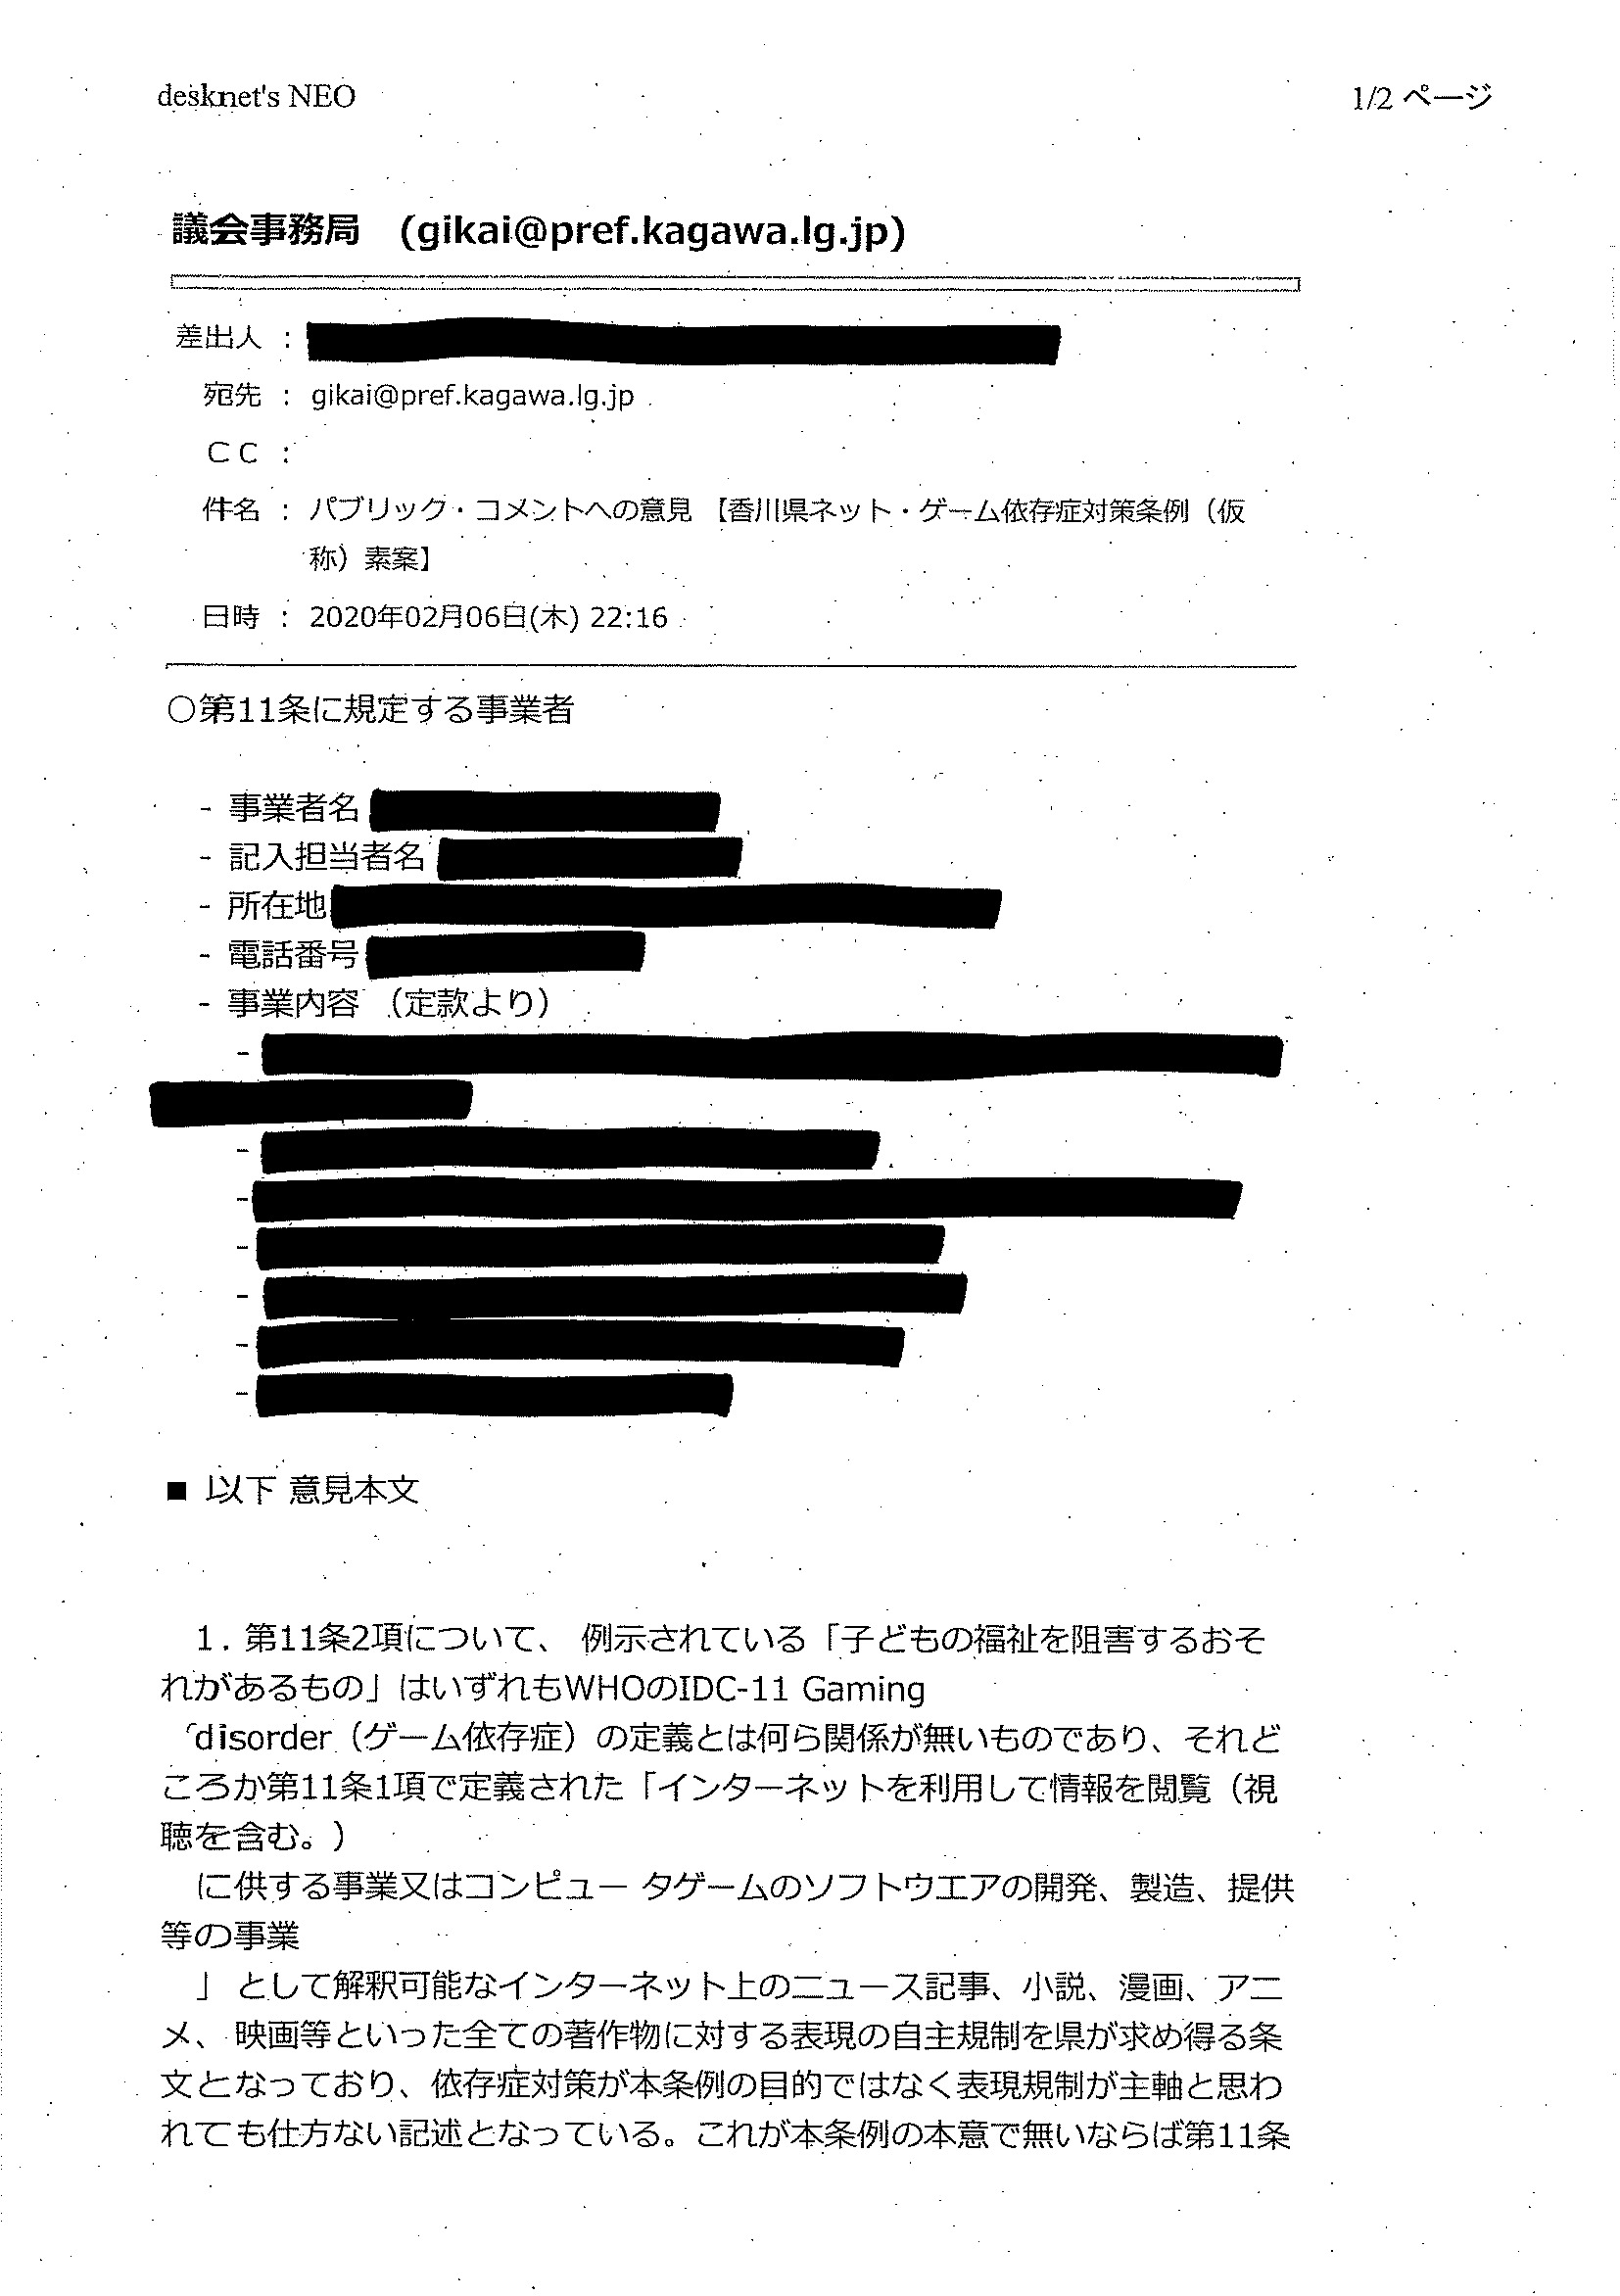 desknet's NEO
1/2 ページ
議会事務局　(gikai@pref.kagawa.lg.jp)
差出人 ：
宛先 ： gikai@pref.kagawa.lg.jp
ＣＣ ：
件名 ： パブリック・コメントへの意見 【香川県ネット・ゲーム依存症対策条例（仮
称）素案】
日時 ： 2020年02月06日(木) 22:16
○第11条に規定する事業者
- 事業者名
- 記入担当者名
- 所在地
- 電話番号
- 事業内容 （定款より）
-
-
-
-
-
-
-
■ 以下 意見本文
1. 第11条2項について、 例示されている「子どもの福祉を阻害するおそ
れがあるもの」はいずれもWHOのIDC-11 Gaming
disorder（ゲーム依存症）の定義とは何ら関係が無いものであり、それど
ころか第11条1項で定義された「インターネットを利用して情報を閲覧（視
聴を含む。）
に供する事業又はコンピュー タゲームのソフトウエアの開発、製造、提供
等の事業
」 として解釈可能なインターネット上のニュース記事、小説、漫画、アニ
メ、映画等といった全ての著作物に対する表現の自主規制を県が求め得る条
文となっており、依存症対策が本条例の目的ではなく表現規制が主軸と思わ
れても仕方ない記述となっている。これが本条例の本意で無いならば第11条